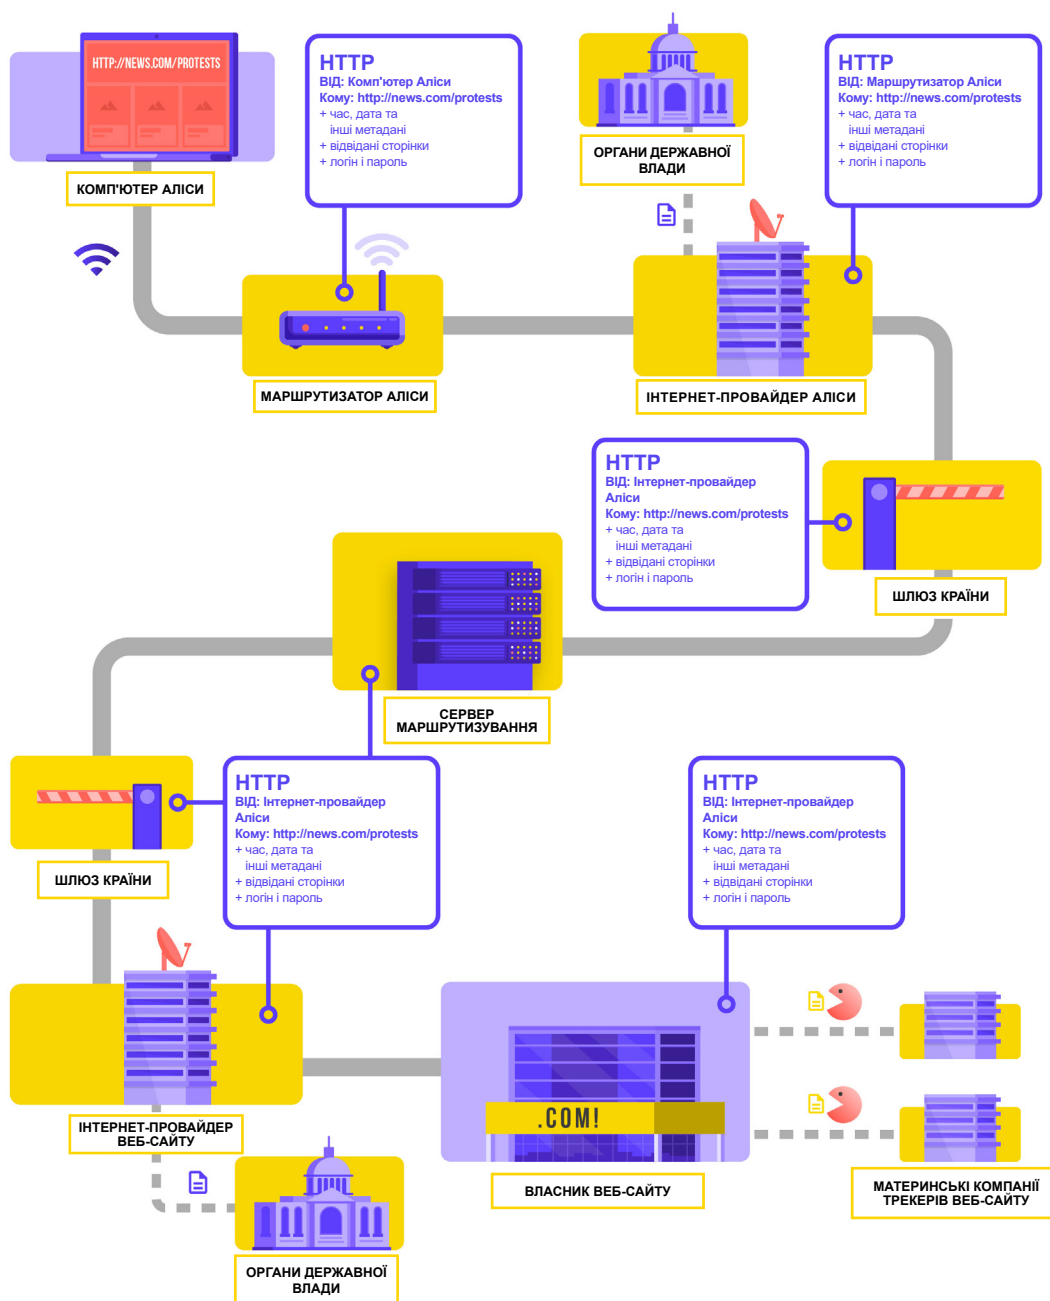 HTTP://NEWS.COM/PROTESTS
КОМП'ЮТЕР АЛІСИ
HTTP
ВІД: Комп'ютер Аліси
Кому: http://news.com/protests
+ час, дата та
інші метадані
+ відвідані сторінки
+ логін і пароль
ОРГАНИ ДЕРЖАВНОЇ
ВЛАДИ
HTTP
ВІД: Маршрутизатор Аліси
Кому: http://news.com/protests
+ час, дата та
інші метадані
+ відвідані сторінки
+ логін і пароль
МАРШРУТИЗАТОР АЛІСИ
ІНТЕРНЕТ-ПРОВАЙДЕР АЛІСИ
HTTP
ВІД: Інтернет-провайдер
Аліси
Кому: http://news.com/protests
+ час, дата та
інші метадані
+ відвідані сторінки
+ логін і пароль
ШЛЮЗ КРАЇНИ
СЕРВЕР
МАРШРУТИЗУВАННЯ
HTTP
ВІД: Інтернет-провайдер
Аліси
Кому: http://news.com/protests
+ час, дата та
інші метадані
+ відвідані сторінки
+ логін і пароль
HTTP
ВІД: Інтернет-провайдер
Аліси
Кому: http://news.com/protests
+ час, дата та
інші метадані
+ відвідані сторінки
+ логін і пароль
ШЛЮЗ КРАЇНИ
.COM!
ІНТЕРНЕТ-ПРОВАЙДЕР
ВЕБ-САЙТУ
ВЛАСНИК ВЕБ-САЙТУ
МАТЕРИНСЬКІ КОМПАНІЇ
ТРЕКЕРІВ ВЕБ-САЙТУ
ОРГАНИ ДЕРЖАВНОЇ
ВЛАДИ